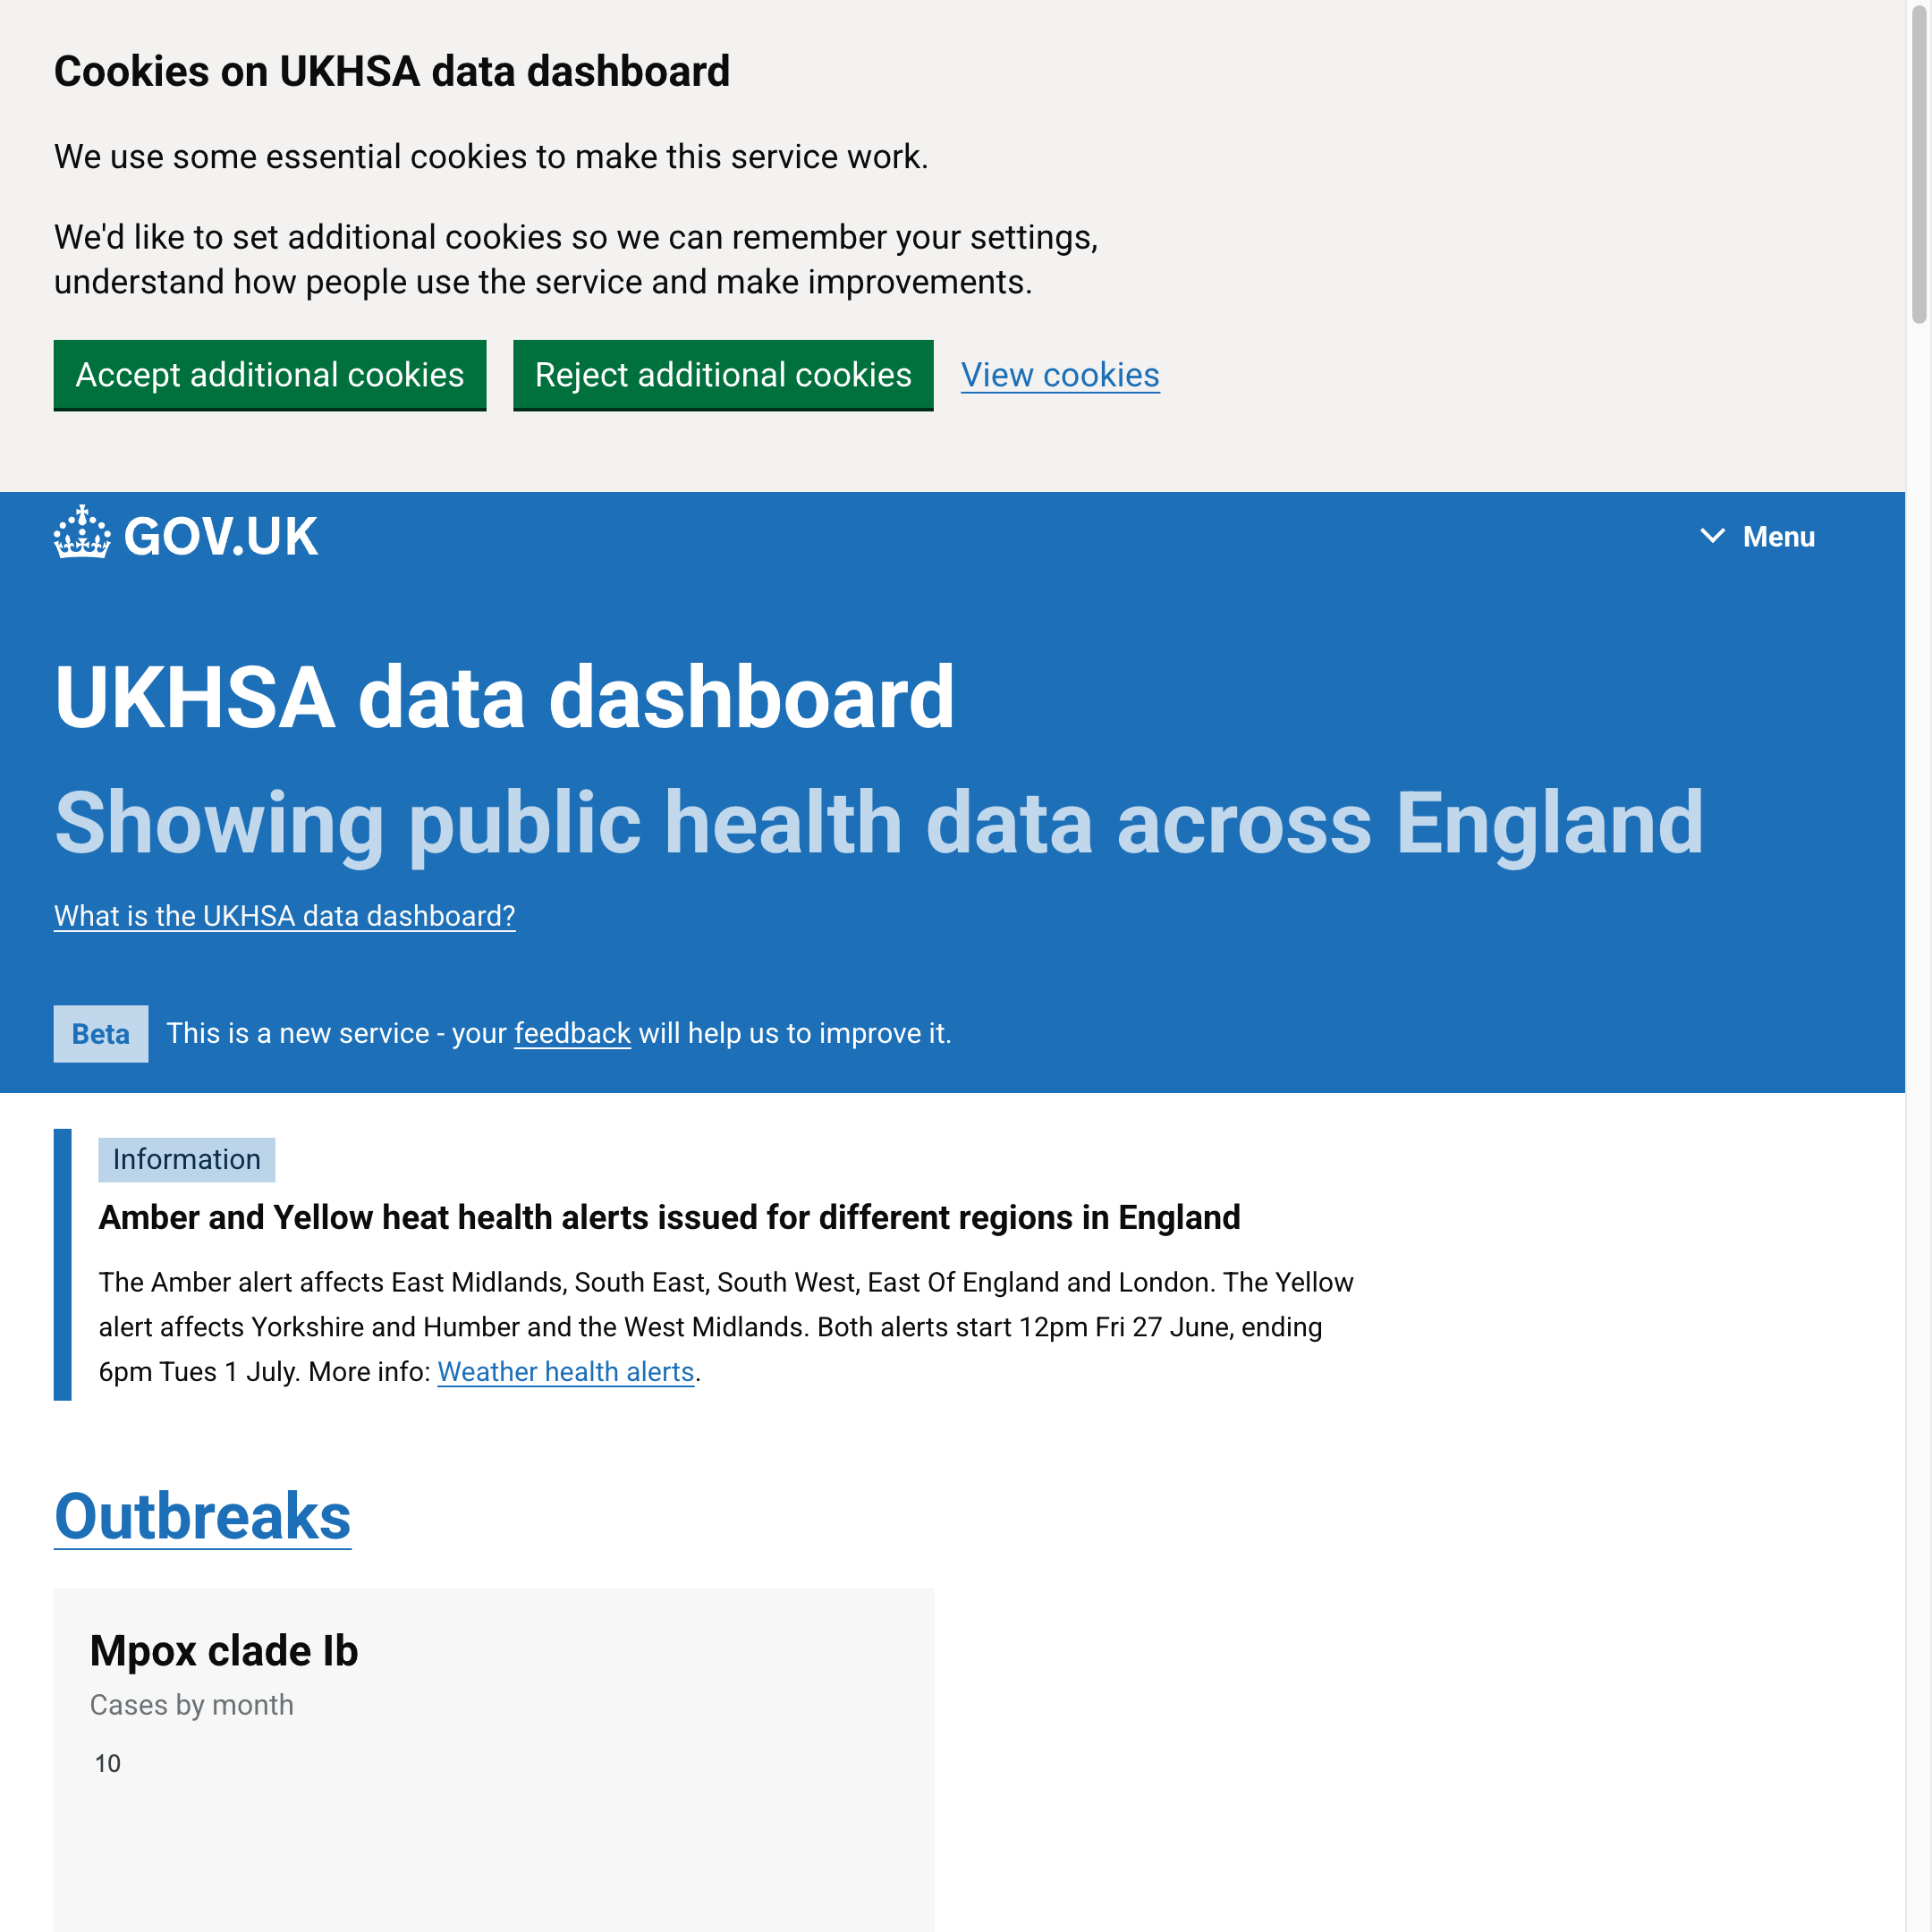 Cookies on UKHSA data dashboard
We use some essential cookies to make this service work.
We'd like to set additional cookies so we can remember your settings,
understand how people use the service and make improvements.
Accept additional cookies
Reject additional cookies
View cookies
GOV.UK
Menu
UKHSA data dashboard
Showing public health data across England
What is the UKHSA data dashboard?
Beta
This is a new service - your feedback will help us to improve it.
Information
Amber and Yellow heat health alerts issued for different regions in England
The Amber alert affects East Midlands, South East, South West, East Of England and London. The Yellow
alert affects Yorkshire and Humber and the West Midlands. Both alerts start 12pm Fri 27 June, ending
6pm Tues 1 July. More info: Weather health alerts.
Outbreaks
Mpox clade Ib
Cases by month
10